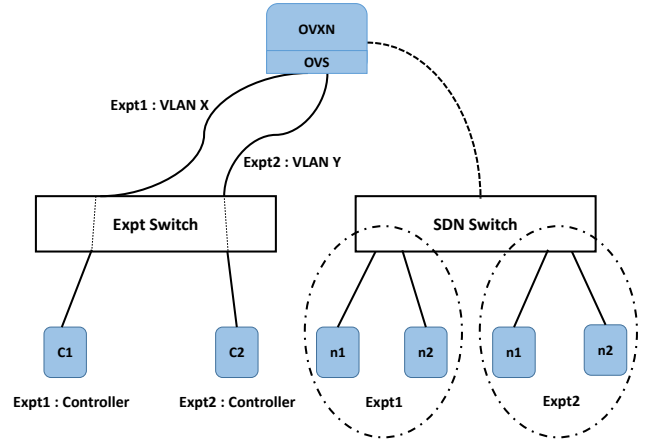 OVXN
OVS
Expt1 : VLAN X
Expt2 : VLAN Y
Expt Switch
SDN Switch
C1
C2
n1
n2
n1
n2
Expt1 : Controller
Expt2 : Controller
Expt1
Expt2